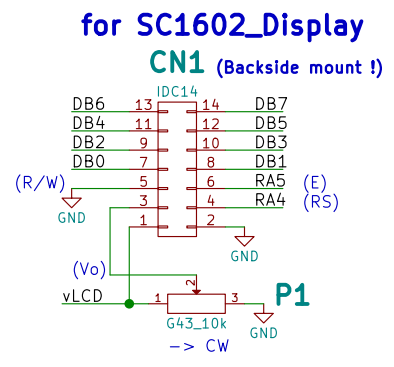 for SC1602_Display
CN1 (Backside mount !)
IDC14
DB6 13 14 DB7
DB4 11 12 DB5
DB2 9 10 DB3
DB0 7 8 DB1
(R/W) 5 6 RA5 (E)
3 4 RA4 (RS)
GND
1 2
GND
(Vo)
2
vLCD 1 3 P1
G43_10k
GND
-> CW